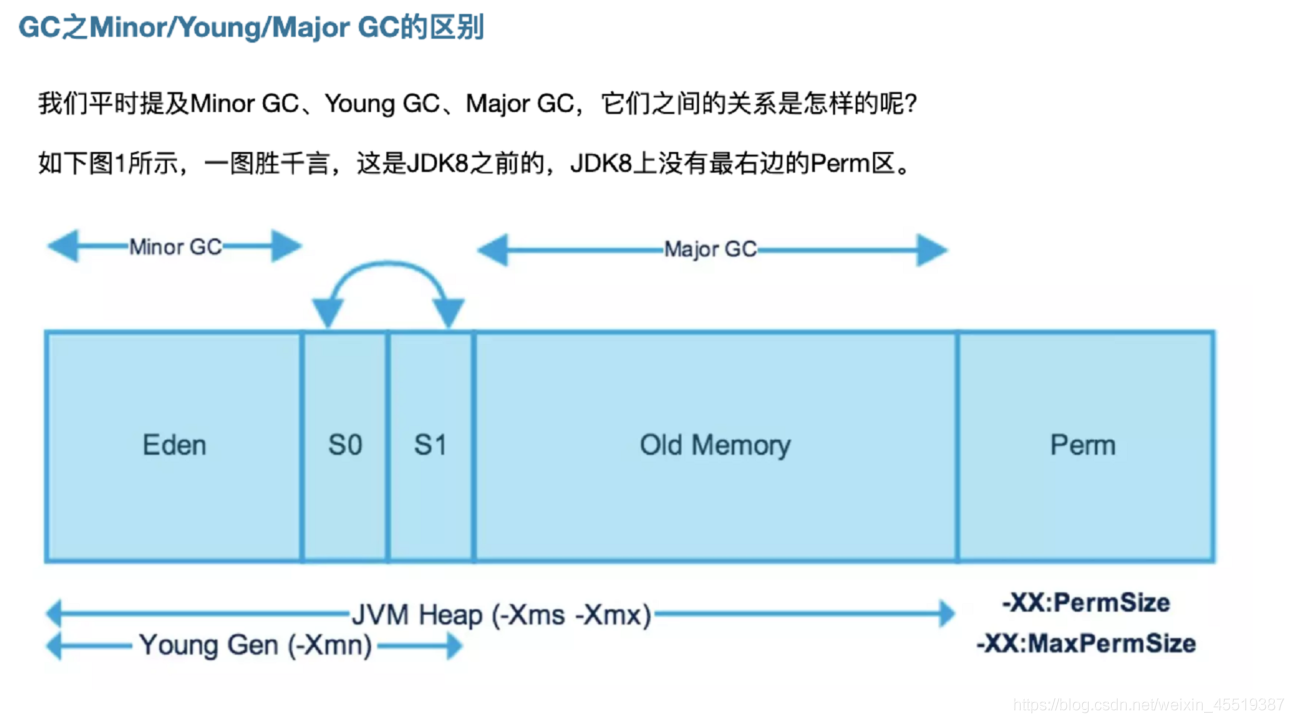 GC之Minor/Young/Major GC的区别
我们平时提及Minor GC、Young GC、Major GC，它们之间的关系是怎样的呢？
如下图1所示，一图胜千言，这是JDK8之前的，JDK8上没有最右边的Perm区。
Minor GC
Major GC
Eden
S0
S1
Old Memory
Perm
JVM Heap (-Xms -Xmx)
Young Gen (-Xmn)
-XX:PermSize
-XX:MaxPermSize
https://blog.csdn.net/weixin_45519387